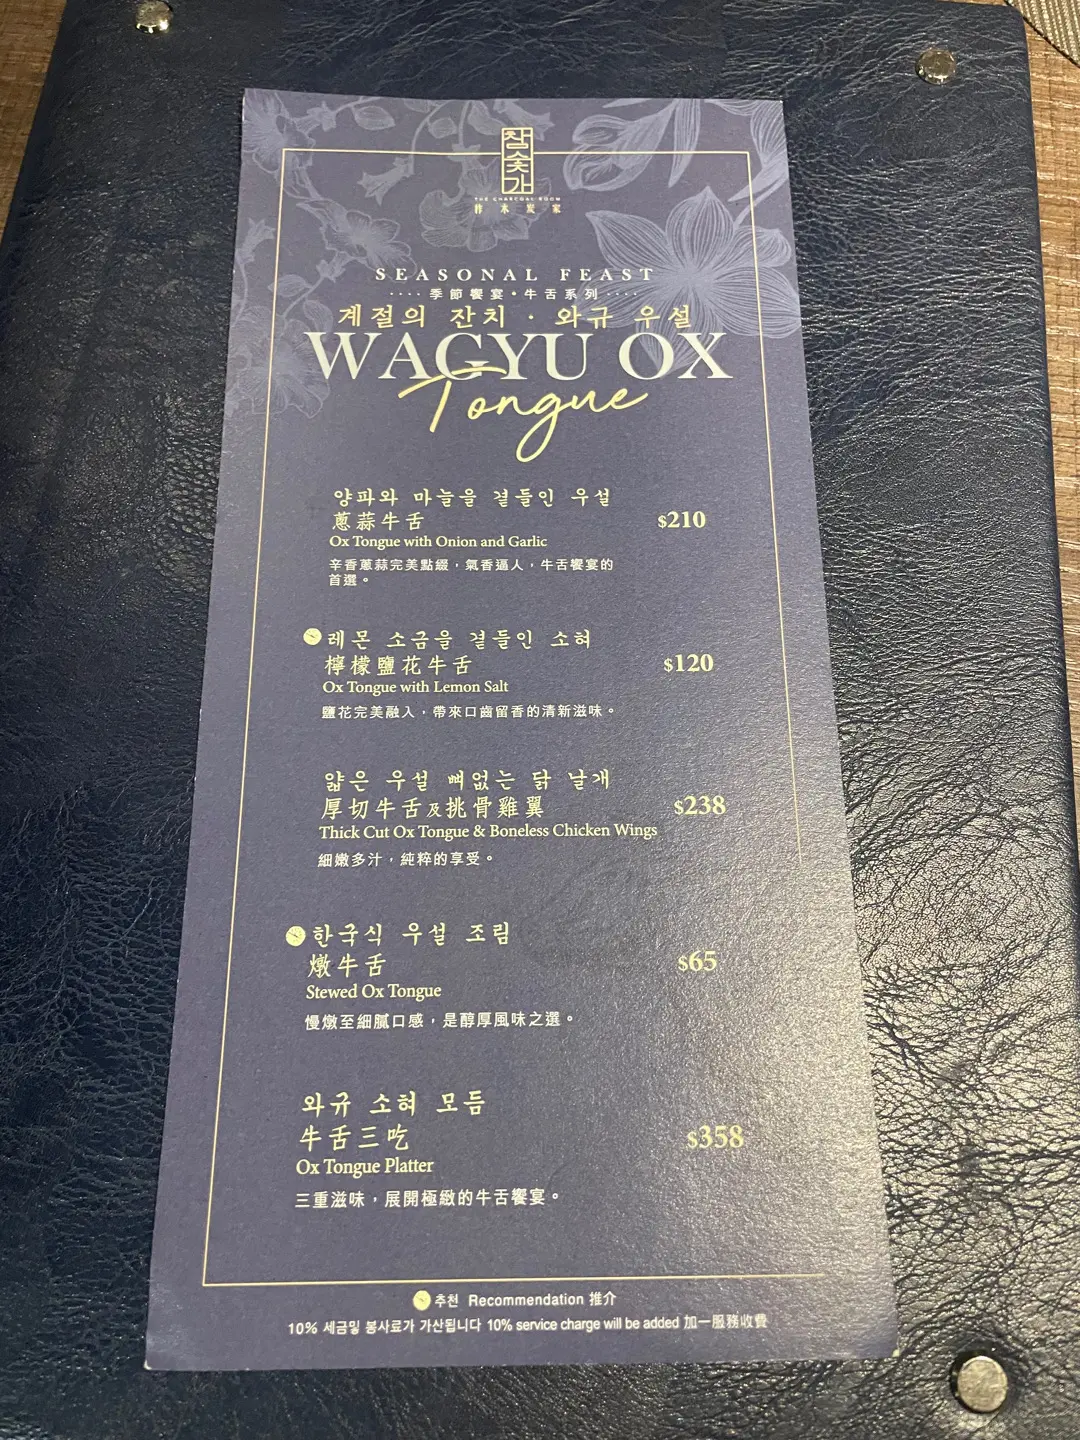 참숯가
THE CHARCOAL ROOM
柞木炭家
SEASONAL FEAST
····季節饗宴•牛舌系列····
계절의 잔치 · 와규 우설
WAGYU OX
Tongue
양파와 마늘을 곁들인 우설
蔥蒜牛舌
$210
Ox Tongue with Onion and Garlic
辛香蔥蒜完美點綴，氣香逼人，牛舌饗宴的
首選。
레몬 소금을 곁들인 소혀
檸檬鹽花牛舌
$120
Ox Tongue with Lemon Salt
鹽花完美融入，帶來口齒留香的清新滋味。
얇은 우설 뼈없는 닭 날개
厚切牛舌及挑骨雞翼
$238
Thick Cut Ox Tongue & Boneless Chicken Wings
細嫩多汁，純粹的享受。
한국식 우설 조림
燉牛舌
$65
Stewed Ox Tongue
慢燉至細膩口感，是醇厚風味之選。
와규 소혀 모듬
牛舌三吃
$358
Ox Tongue Platter
三重滋味，展開極緻的牛舌饗宴。
추천 Recommendation 推介
10% 세금및 봉사료가 가산됩니다 10% service charge will be added 加一服務收費